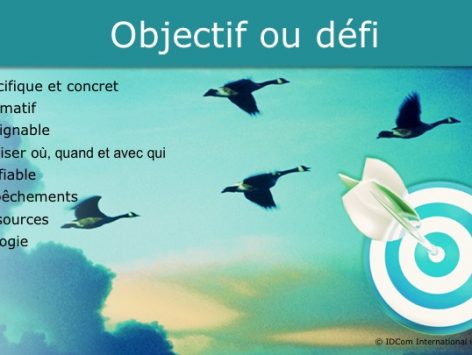 Objectif ou défi
cifique et concret
matif
ignable
iser où, quand et avec qui
fiable
pêchements
sources
ogie
© IDCom International